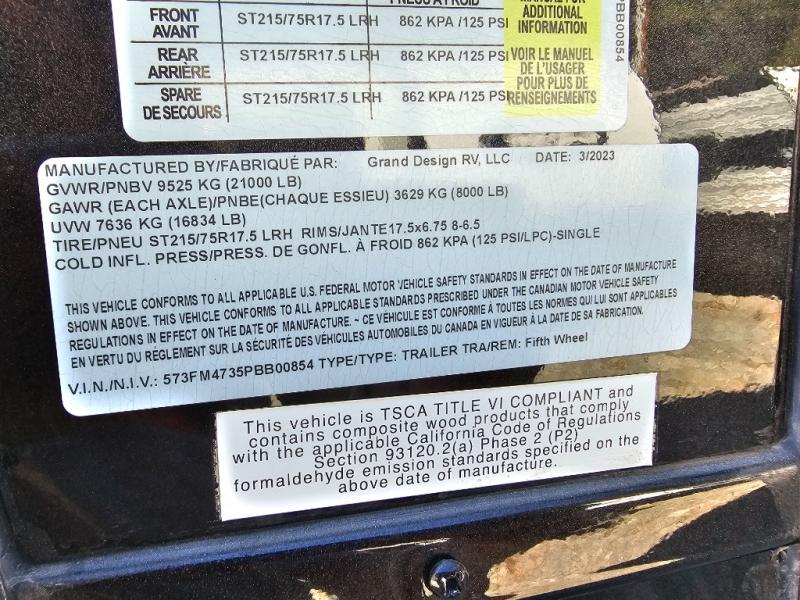 PRESS À FROID
FRONT ST215/75R17.5 LRH 862 KPA /125 PSI
AVANT
REAR ST215/75R17.5 LRH 862 KPA /125 PSI
ARRIÈRE
SPARE ST215/75R17.5 LRH 862 KPA /125 PSI
DE SECOURS
MANUAL FOR
ADDITIONAL
INFORMATION
VOIR LE MANUEL
DE L'USAGER
POUR PLUS DE
RENSEIGNEMENTS
PBB00854
MANUFACTURED BY/FABRIQUÉ PAR: Grand Design RV, LLC DATE: 3/2023
GVWR/PNBV 9525 KG (21000 LB)
GAWR (EACH AXLE)/PNBE(CHAQUE ESSIEU) 3629 KG (8000 LB)
UVW 7636 KG (16834 LB)
TIRE/PNEU ST215/75R17.5 LRH RIMS/JANTE17.5x6.75 8-6.5
COLD INFL. PRESS/PRESS. DE GONFL. À FROID 862 KPA (125 PSI/LPC)-SINGLE
THIS VEHICLE CONFORMS TO ALL APPLICABLE U.S. FEDERAL MOTOR VEHICLE SAFETY STANDARDS IN EFFECT ON THE DATE OF MANUFACTURE
SHOWN ABOVE. THIS VEHICLE CONFORMS TO ALL APPLICABLE STANDARDS PRESCRIBED UNDER THE CANADIAN MOTOR VEHICLE SAFETY
REGULATIONS IN EFFECT ON THE DATE OF MANUFACTURE. ~ CE VÉHICULE EST CONFORME À TOUTES LES NORMES QUI LUI SONT APPLICABLES
EN VERTU DU RÉGLEMENT SUR LA SÉCURITÉ DES VÉHICULES AUTOMOBILES DU CANADA EN VIGUEUR À LA DATE DE SA FABRICATION.
V.I.N./N.I.V.: 573FM4735PBB00854 TYPE/TYPE: TRAILER TRA/REM: Fifth Wheel
This vehicle is TSCA TITLE VI COMPLIANT and
contains composite wood products that comply
with the applicable California Code of Regulations
Section 93120.2(a) Phase 2 (P2)
formaldehyde emission standards specified on the
above date of manufacture.